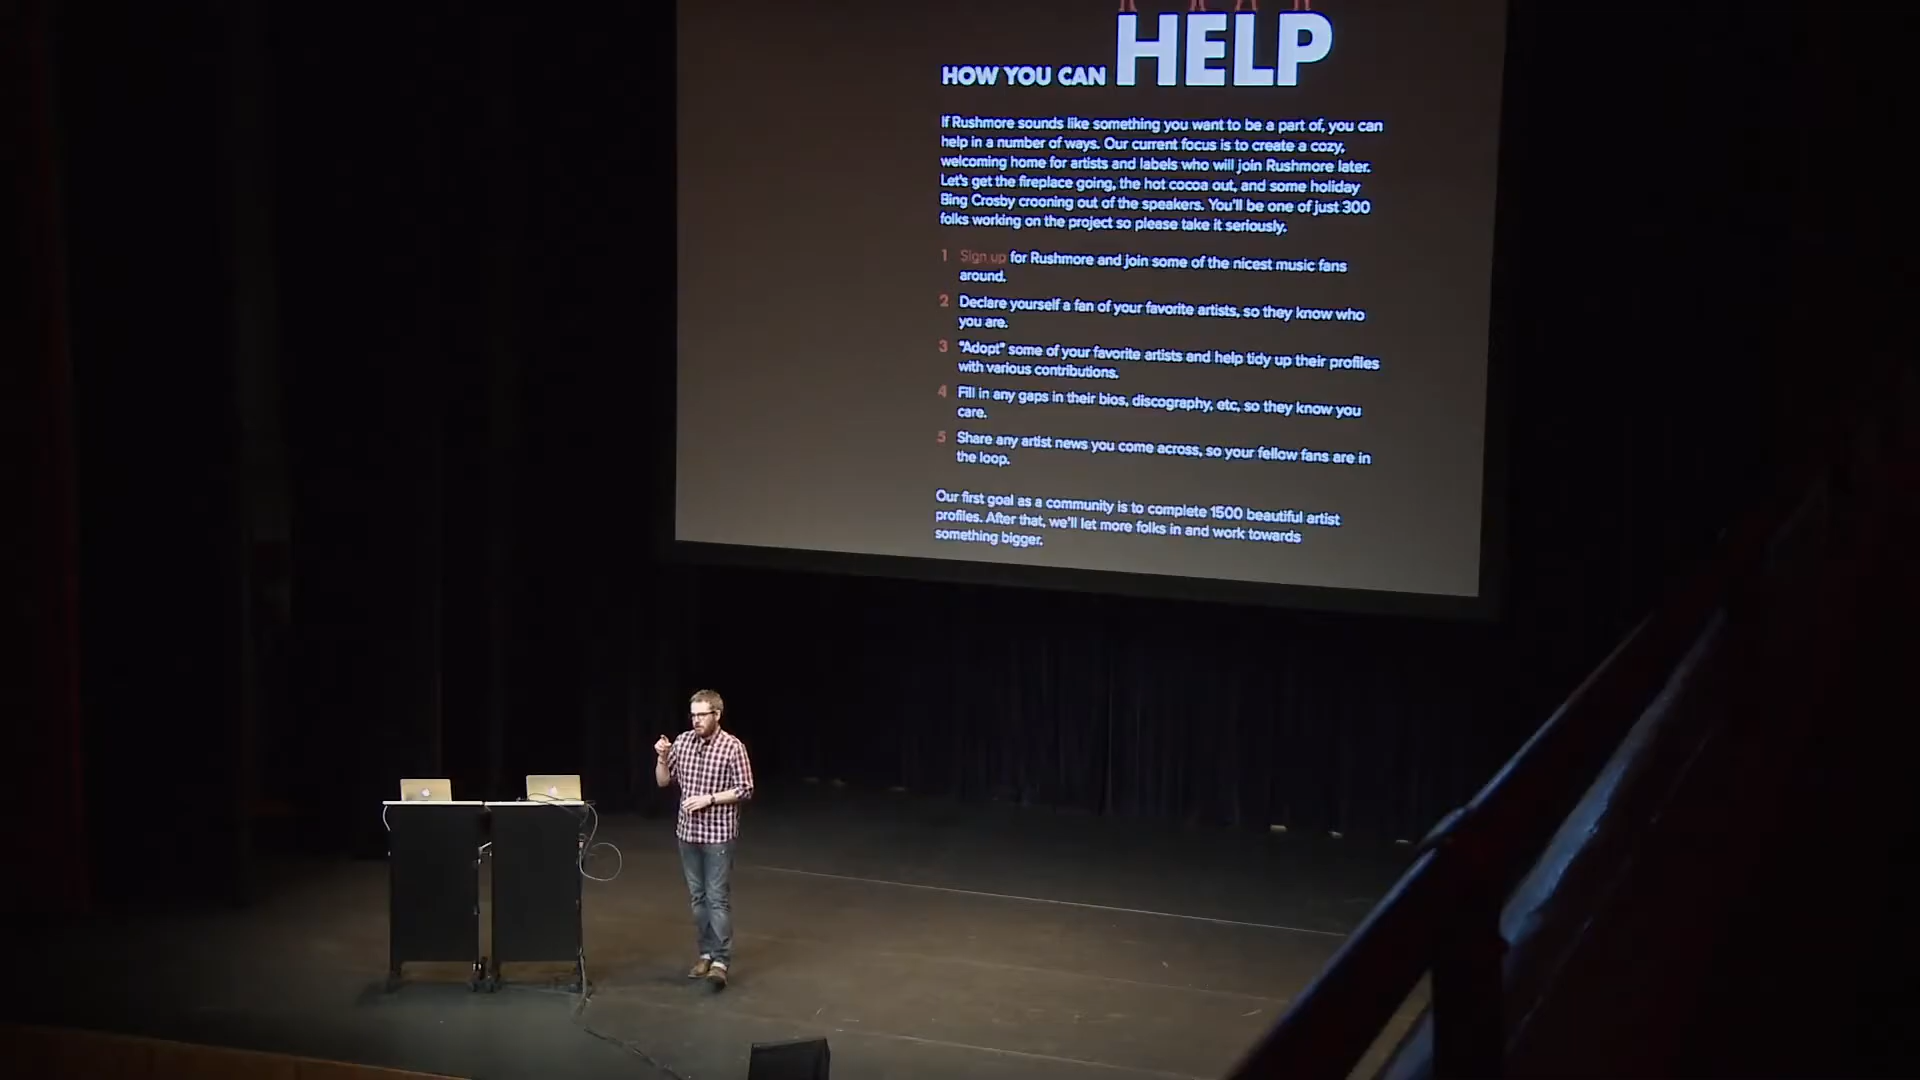 HOW YOU CAN HELP
If Rushmore sounds like something you want to be a part of, you can
help in a number of ways. Our current focus is to create a cozy,
welcoming home for artists and labels who will join Rushmore later.
Let's get the fireplace going, the hot cocoa out, and some holiday
Bing Crosby crooning out of the speakers. You'll be one of just 300
folks working on the project so please take it seriously.
1 Sign up for Rushmore and join some of the nicest music fans
around.
2 Declare yourself a fan of your favorite artists, so they know who
you are.
3 "Adopt" some of your favorite artists and help tidy up their profiles
with various contributions.
4 Fill in any gaps in their bios, discography, etc, so they know you
care.
5 Share any artist news you come across, so your fellow fans are in
the loop.
Our first goal as a community is to complete 1500 beautiful artist
profiles. After that, we'll let more folks in and work towards
something bigger.